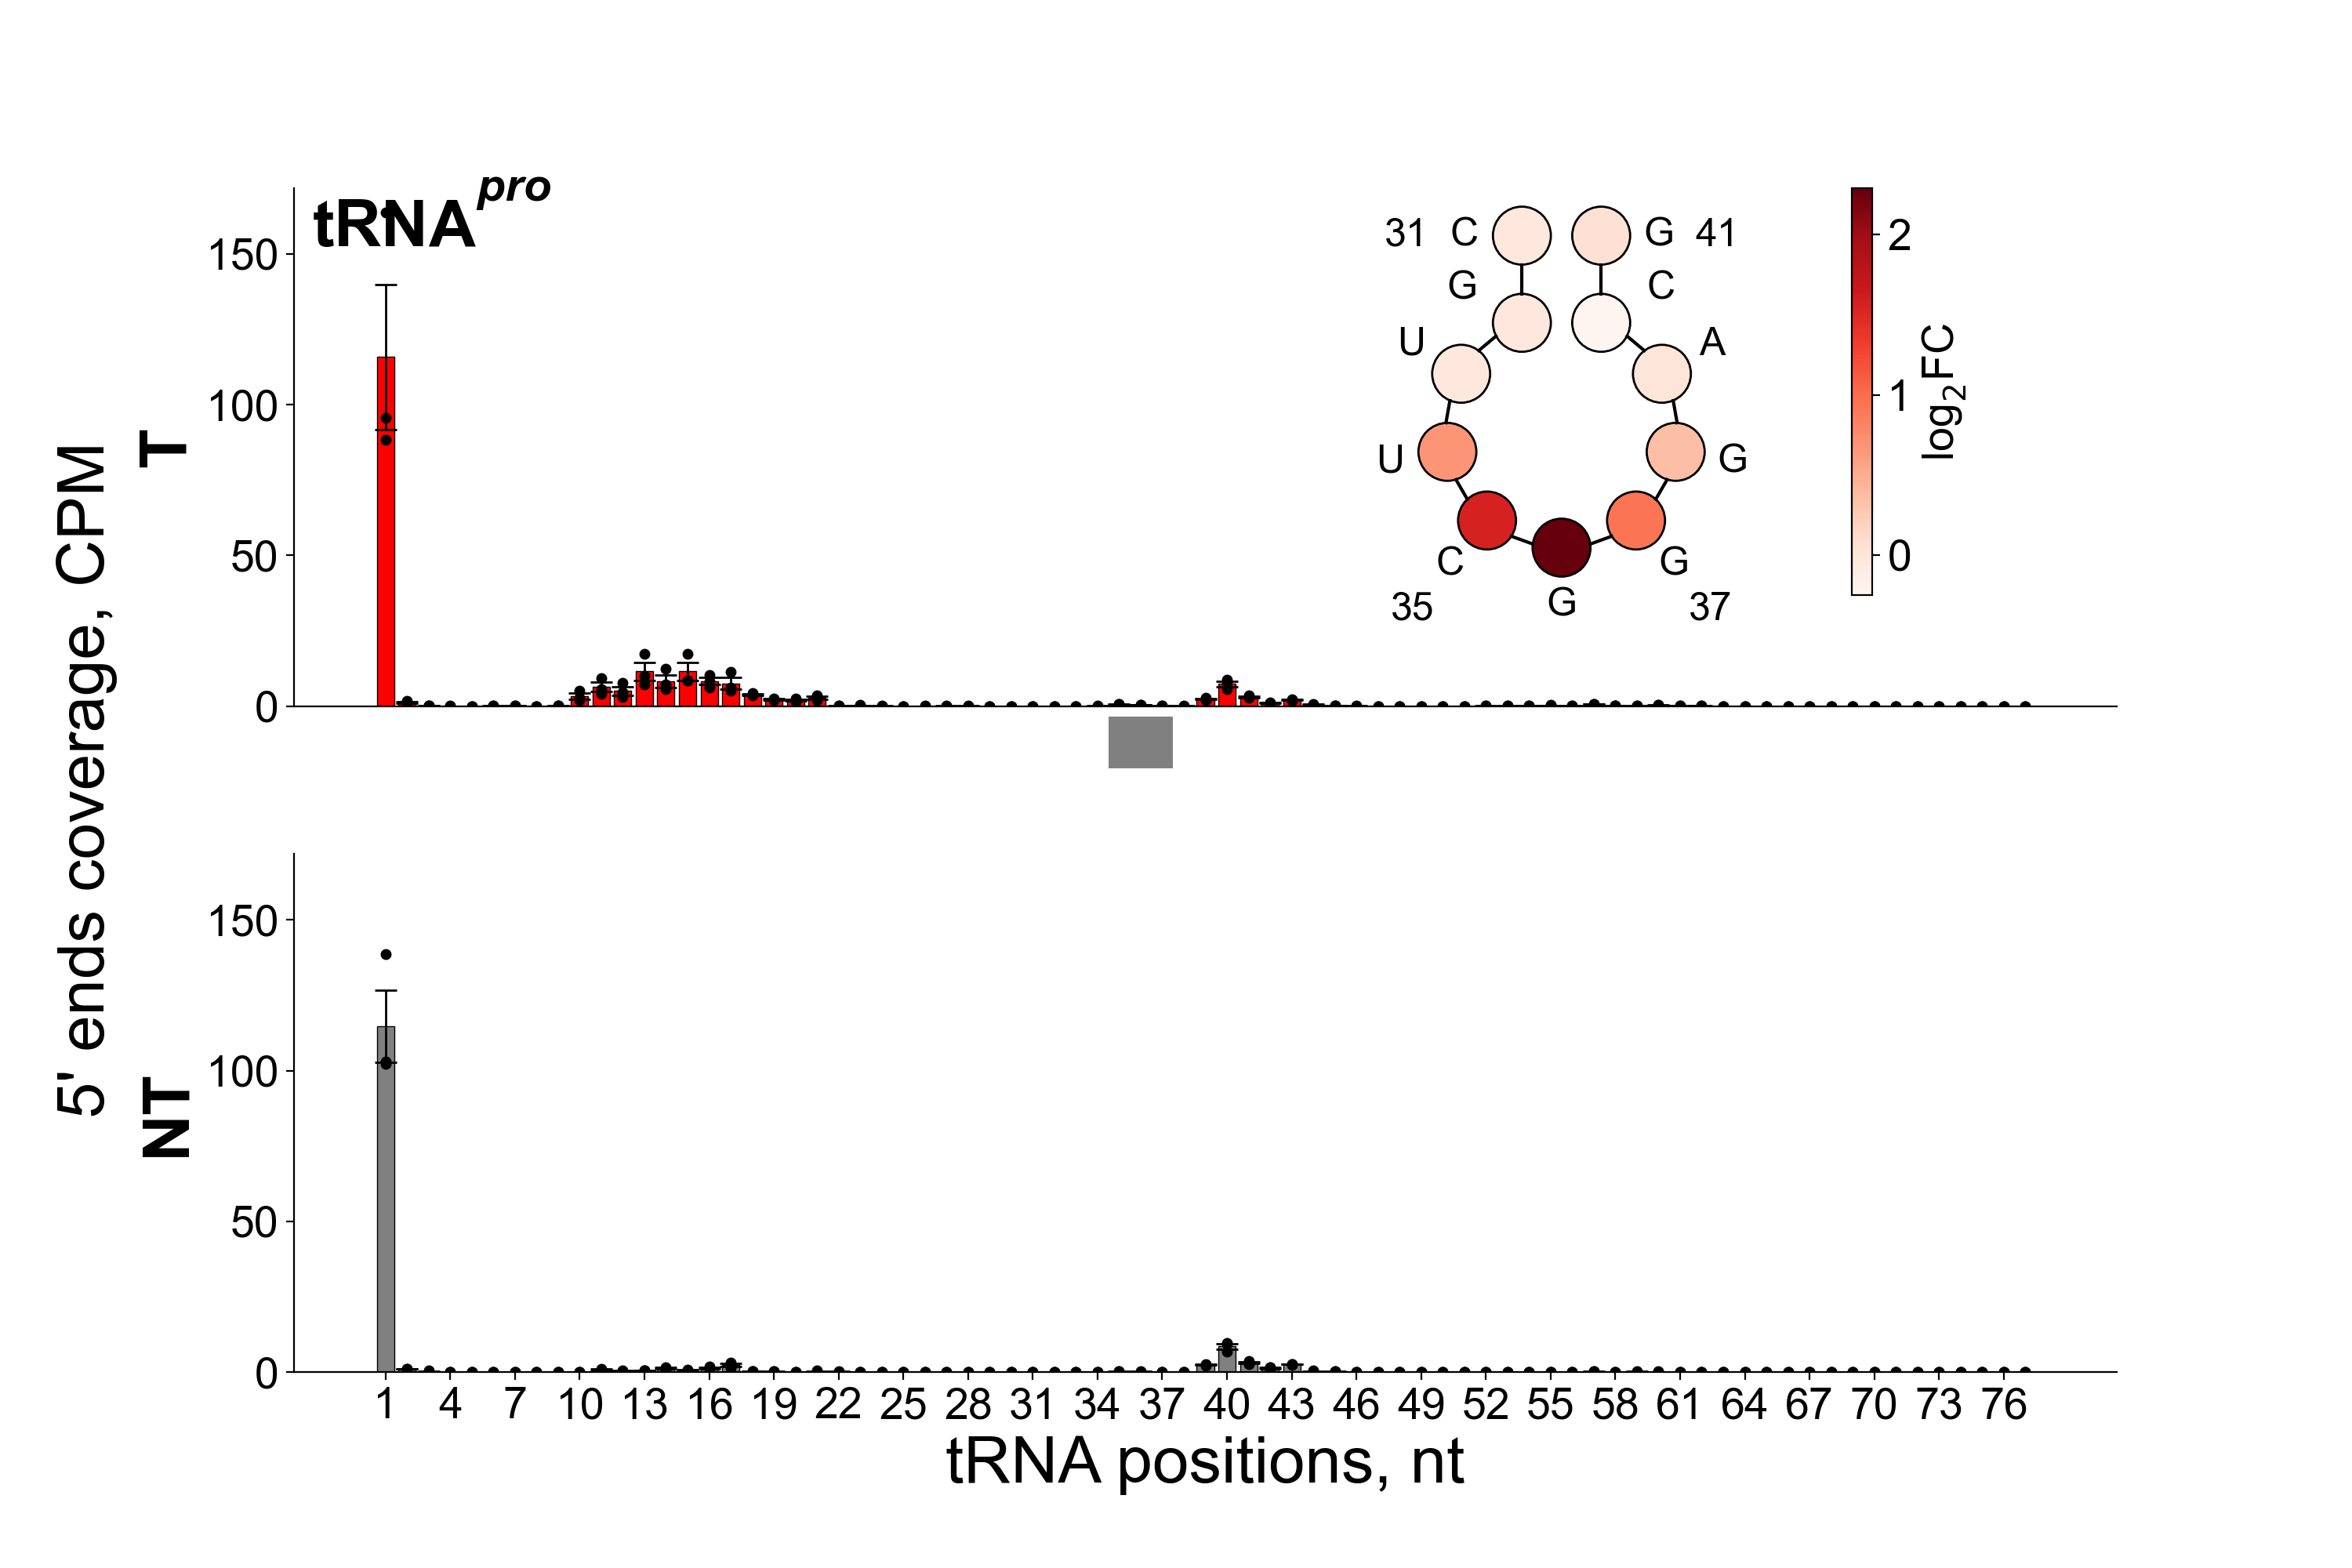 tRNA^pro
5' ends coverage, CPM
T
150
100
50
0
31 C G 41
G C
U A
U G
C G
35 G 37
2
1
0
log₂FC
NT
150
100
50
0
1 4 7 10 13 16 19 22 25 28 31 34 37 40 43 46 49 52 55 58 61 64 67 70 73 76
tRNA positions, nt